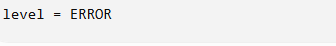 level = ERROR